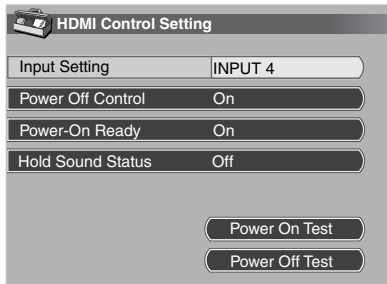 HDMI Control Setting
Input Setting INPUT 4
Power Off Control On
Power-On Ready On
Hold Sound Status Off
Power On Test
Power Off Test